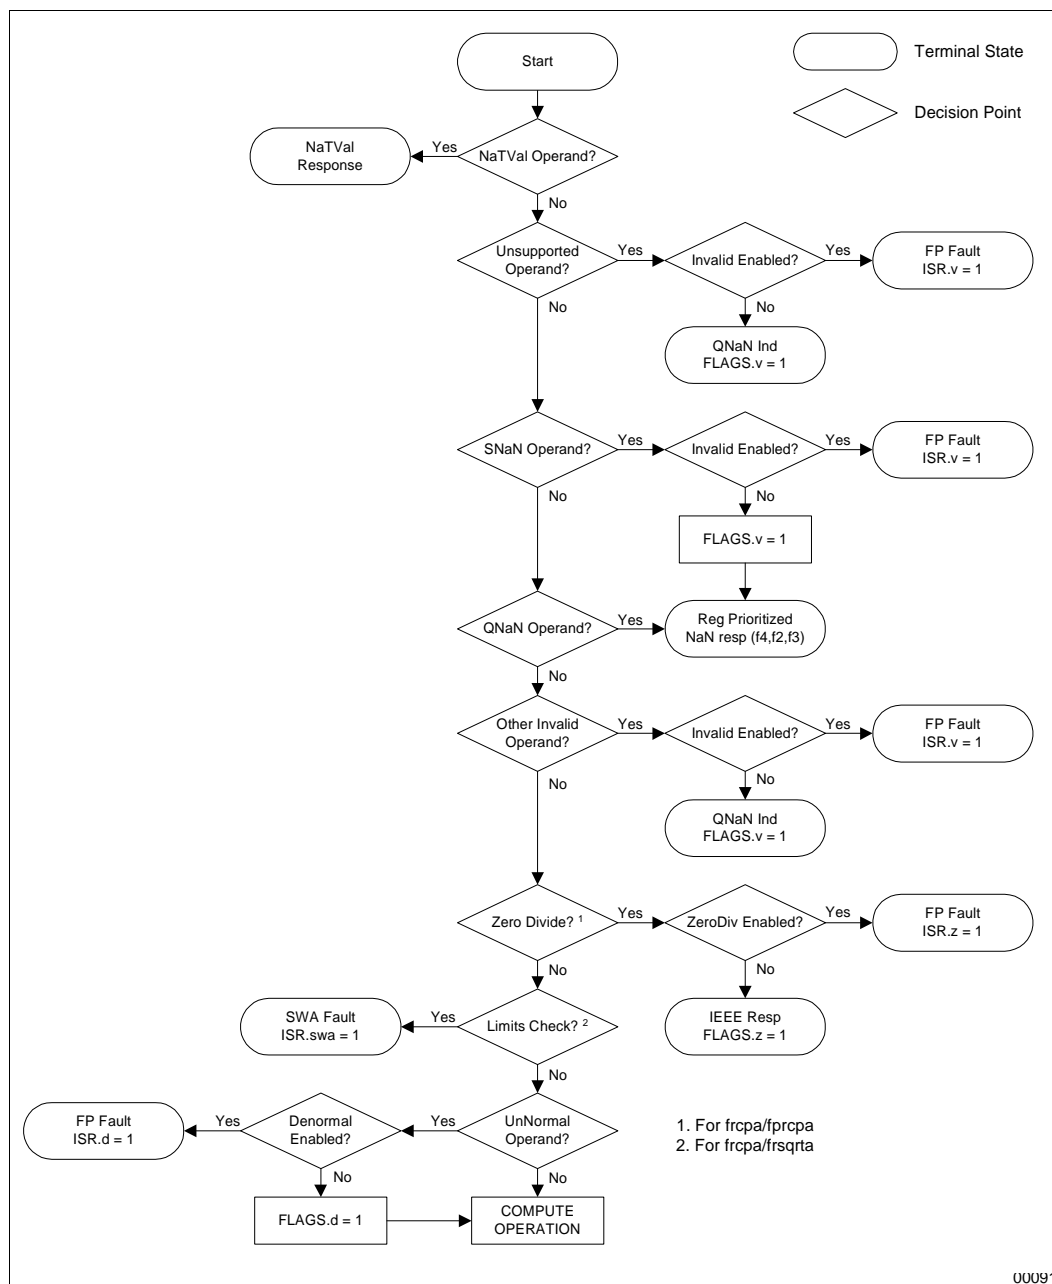 Start
Terminal State
Decision Point
NaTVal Operand?
Yes
NaTVal
Response
No
Unsupported
Operand?
Yes
Invalid Enabled?
Yes
FP Fault
ISR.v = 1
No
No
QNaN Ind
FLAGS.v = 1
SNaN Operand?
Yes
Invalid Enabled?
Yes
FP Fault
ISR.v = 1
No
No
FLAGS.v = 1
QNaN Operand?
Yes
Reg Prioritized
NaN resp (f4,f2,f3)
No
Other Invalid
Operand?
Yes
Invalid Enabled?
Yes
FP Fault
ISR.v = 1
No
No
QNaN Ind
FLAGS.v = 1
Zero Divide? 1
Yes
ZeroDiv Enabled?
Yes
FP Fault
ISR.z = 1
No
No
IEEE Resp
FLAGS.z = 1
Limits Check? 2
Yes
SWA Fault
ISR.swa = 1
No
UnNormal
Operand?
Yes
Denormal
Enabled?
Yes
FP Fault
ISR.d = 1
No
No
FLAGS.d = 1
COMPUTE
OPERATION
1. For frcpa/fprcpa
2. For frcpa/frsqrta